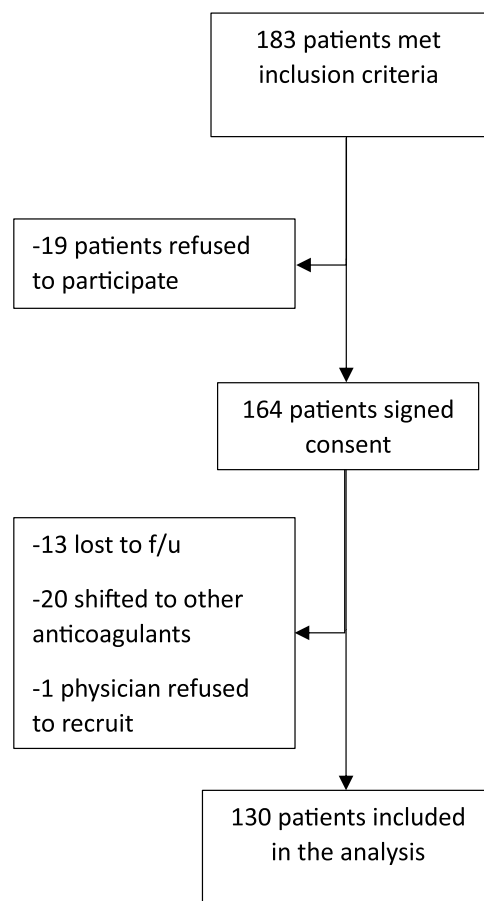 183 patients met
inclusion criteria
-19 patients refused
to participate
164 patients signed
consent
-13 lost to f/u
-20 shifted to other
anticoagulants
-1 physician refused
to recruit
130 patients included
in the analysis